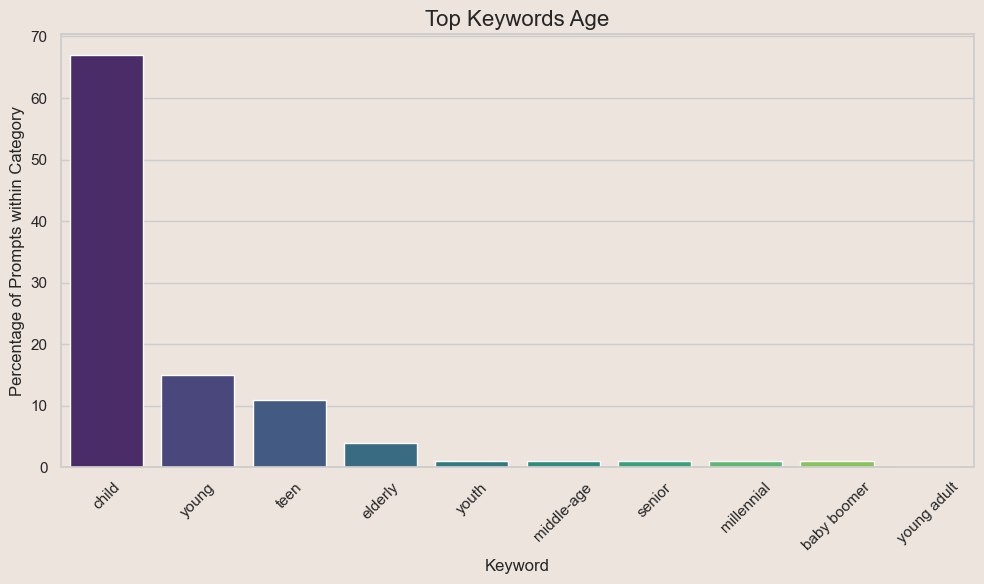 Top Keywords Age
Percentage of Prompts within Category
70
60
50
40
30
20
10
0
child
young
teen
elderly
youth
middle-age
senior
millennial
baby boomer
young adult
Keyword